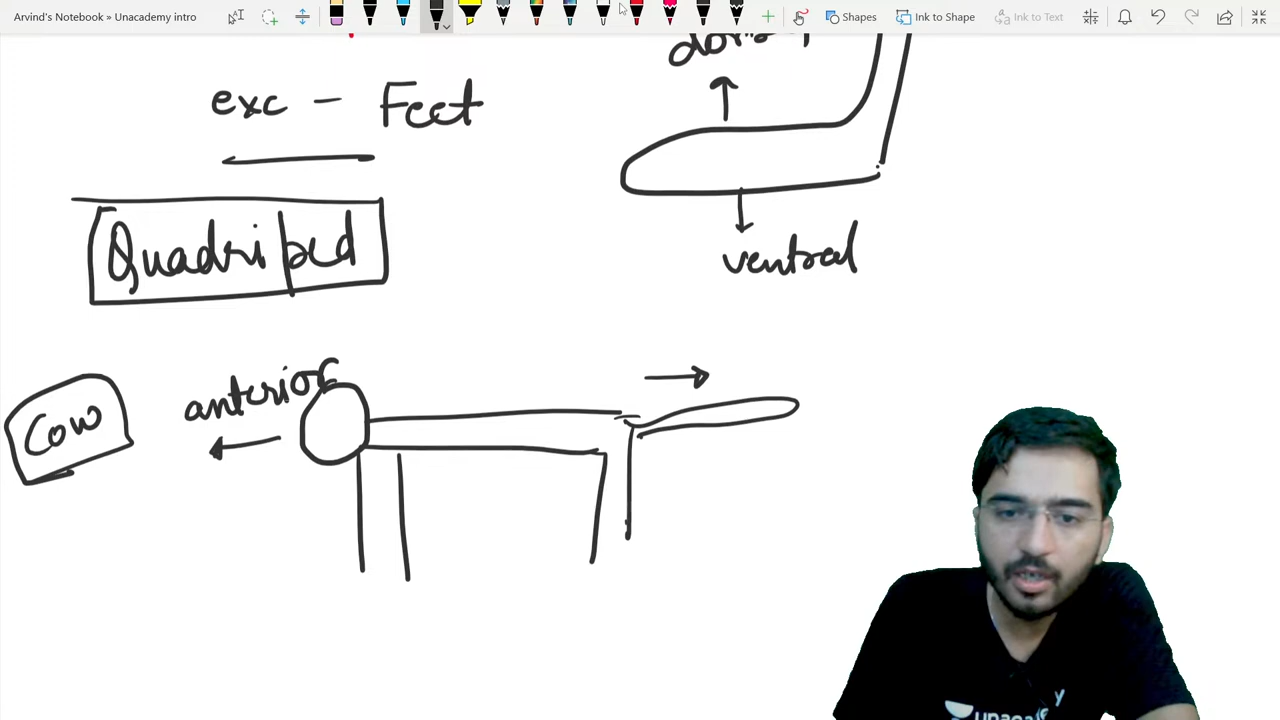 Arvind's Notebook » Unacademy intro
Shapes
Ink to Shape
Ink to Text
exc - Feet
Quadriped
ventral
Cow
anterior